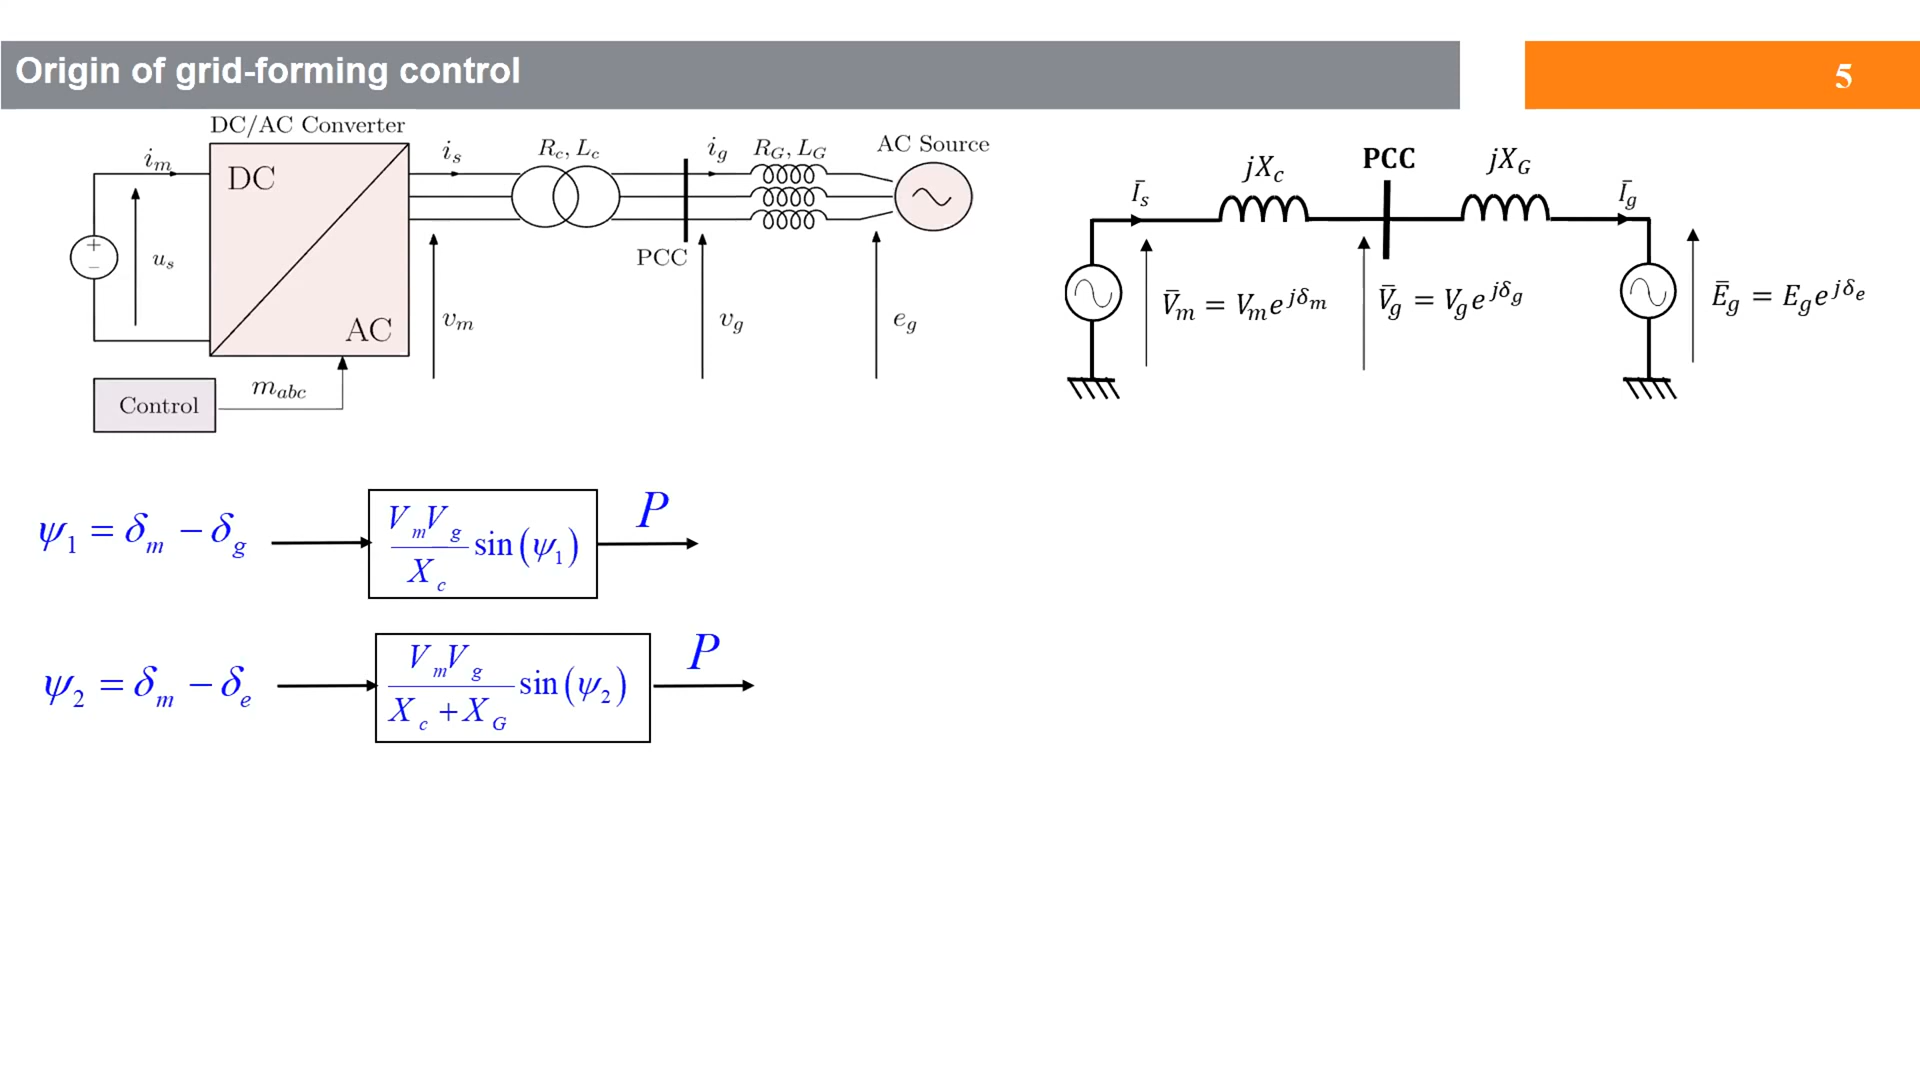 Origin of grid-forming control
5
DC/AC Converter
i_m
DC
AC
u_s
Control
m_abc
i_s
R_c, L_c
i_g
R_G, L_G
AC Source
PCC
v_m
v_g
e_g
Ī_s
jX_c
PCC
jX_G
Ī_g
V̄_m = V_m e^{jδ_m}
V̄_g = V_g e^{jδ_g}
Ē_g = E_g e^{jδ_e}
+
−
ψ_1 = δ_m − δ_g
\frac{V_m V_g}{X_c} sin(ψ_1)
P
ψ_2 = δ_m − δ_e
\frac{V_m V_g}{X_c + X_G} sin(ψ_2)
P